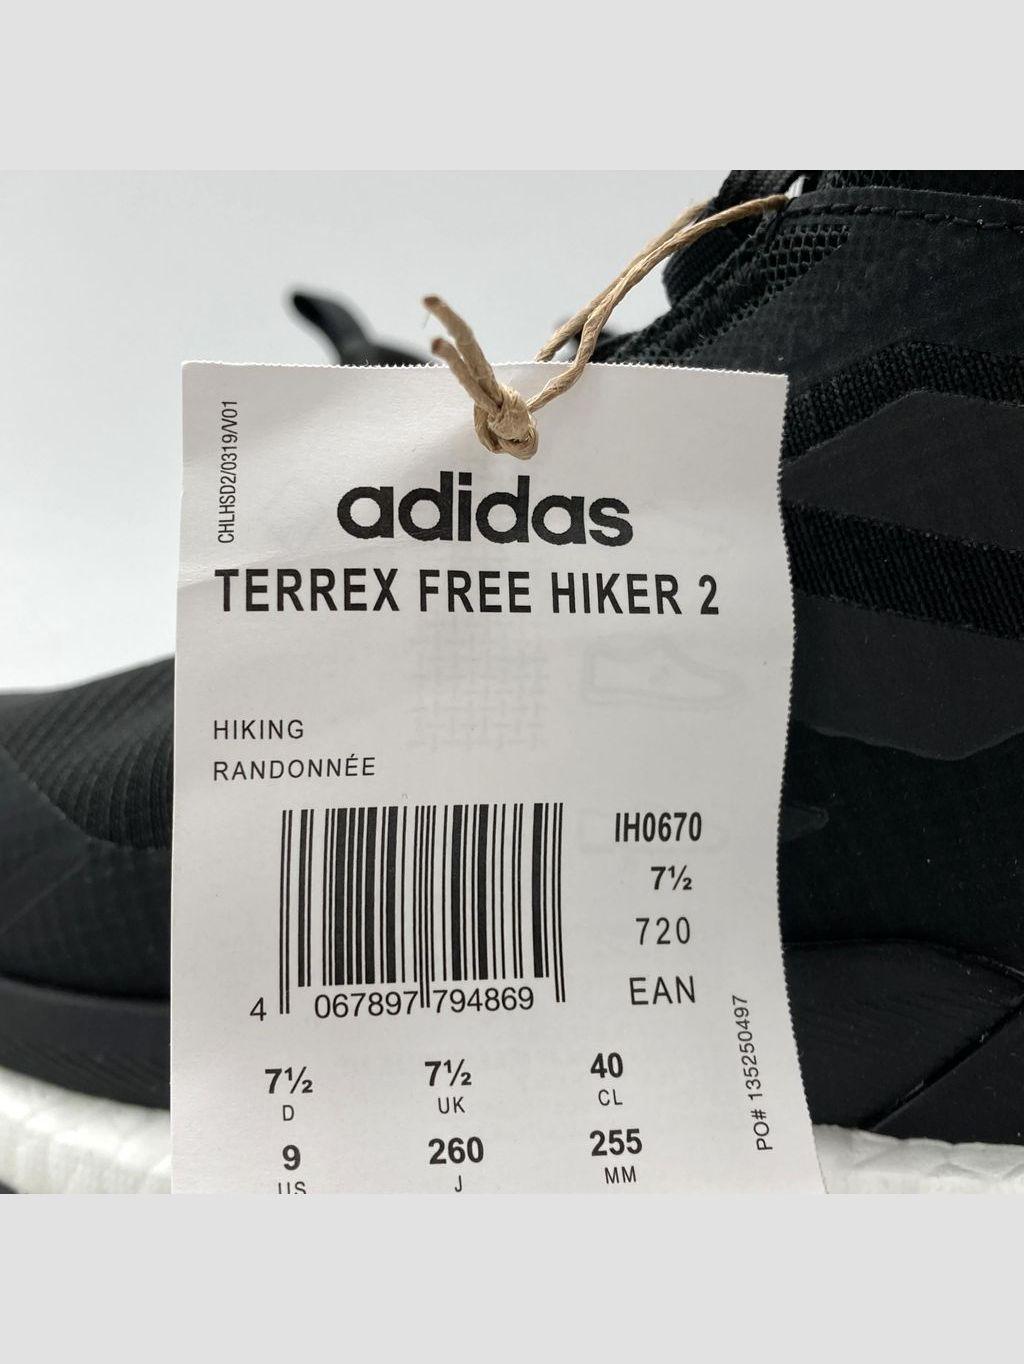 CHLHSD2/0319/V01
adidas
TERREX FREE HIKER 2
HIKING
RANDONNÉE
IH0670
7½
720
EAN
4 067897 794869
PO# 135250497
7½ 7½ 40
D UK CL
9 260 255
US J MM